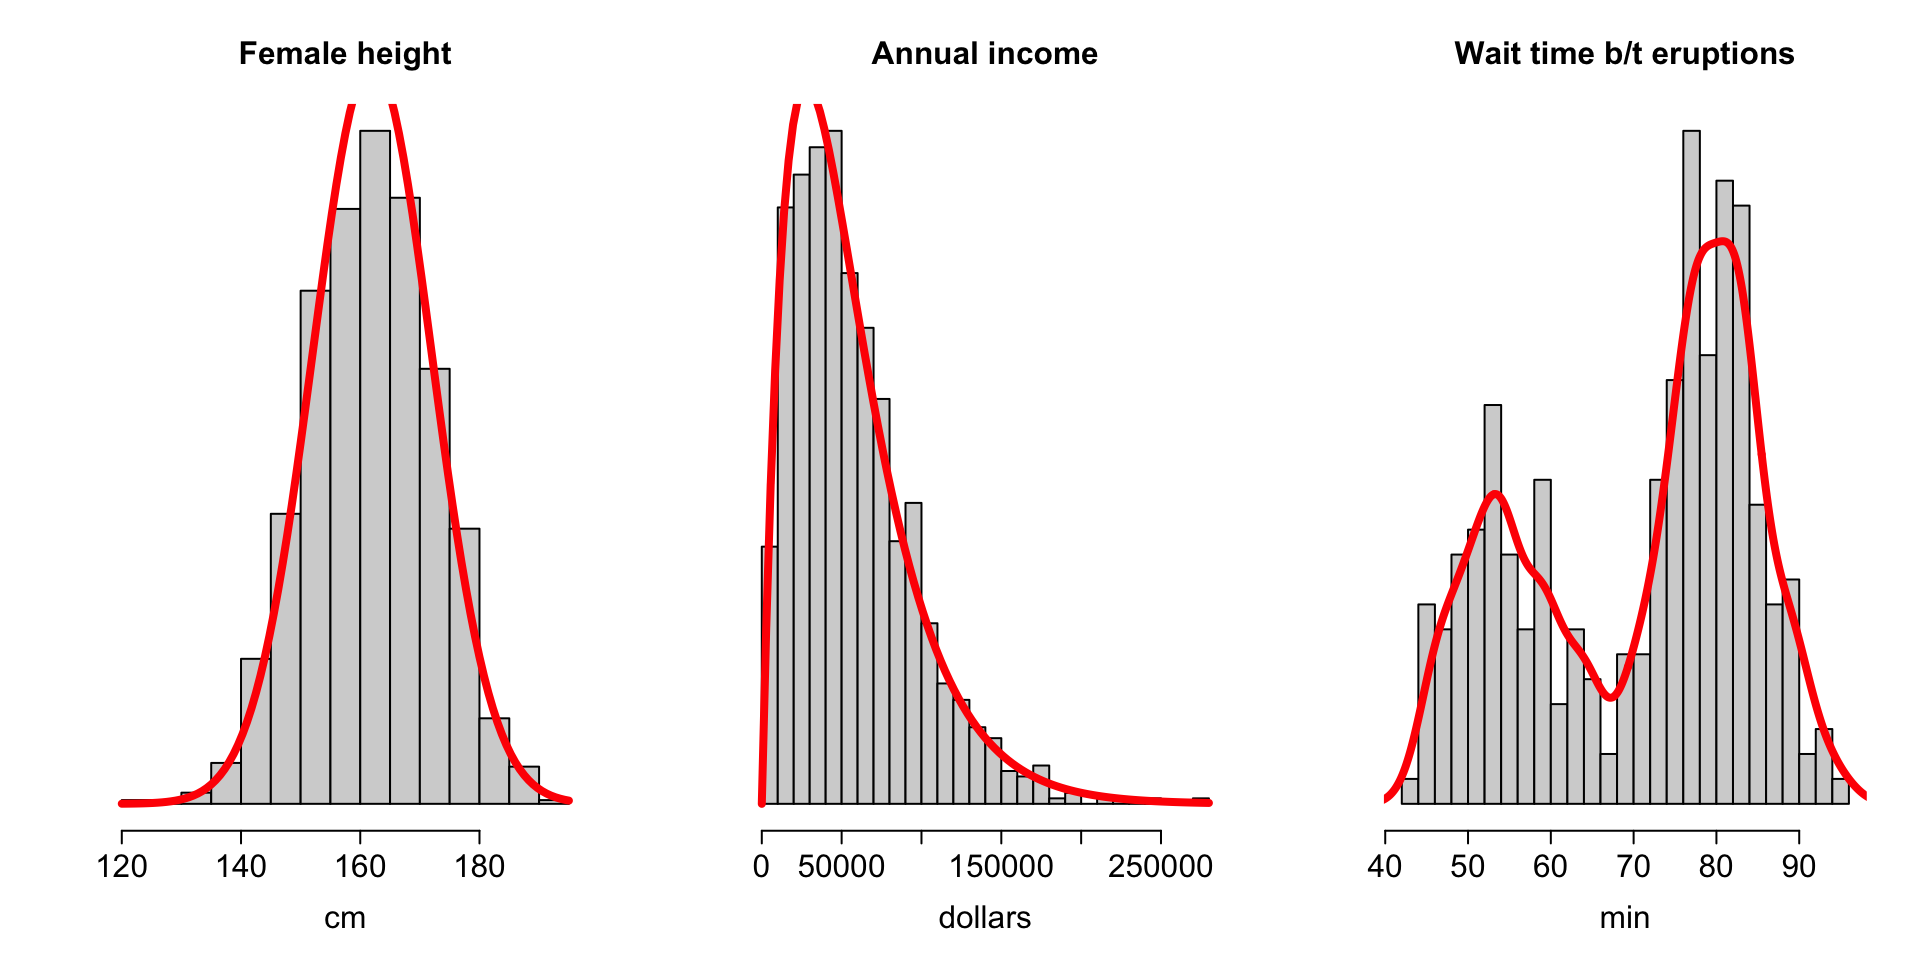 Female height
120 140 160 180
cm
Annual income
0 50000 150000 250000
dollars
Wait time b/t eruptions
40 50 60 70 80 90
min